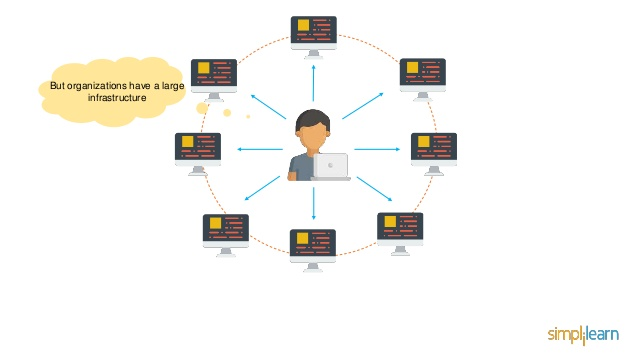 But organizations have a large
infrastructure
simplilearn